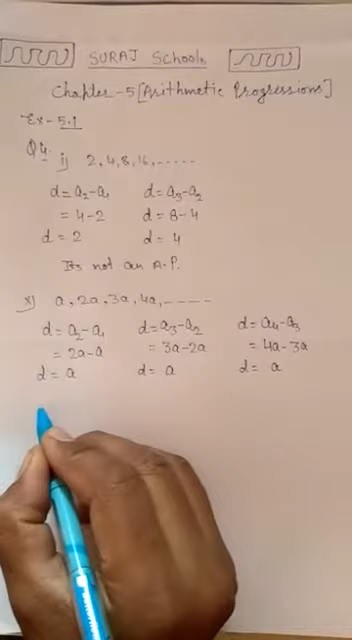 SURAJ Schools
Chapter-5 [Arithmetic Progressions]
Ex-5.1
Q4. i) 2, 4, 8, 16, -----
d = a₂-a₁ d = a₃-a₂
= 4-2 d = 8-4
d = 2 d = 4
Its not an A.P.
x) a, 2a, 3a, 4a, -----
d = a₂-a₁ d = a₃-a₂ d = a₄-a₃
= 2a-a = 3a-2a = 4a-3a
d = a d = a d = a